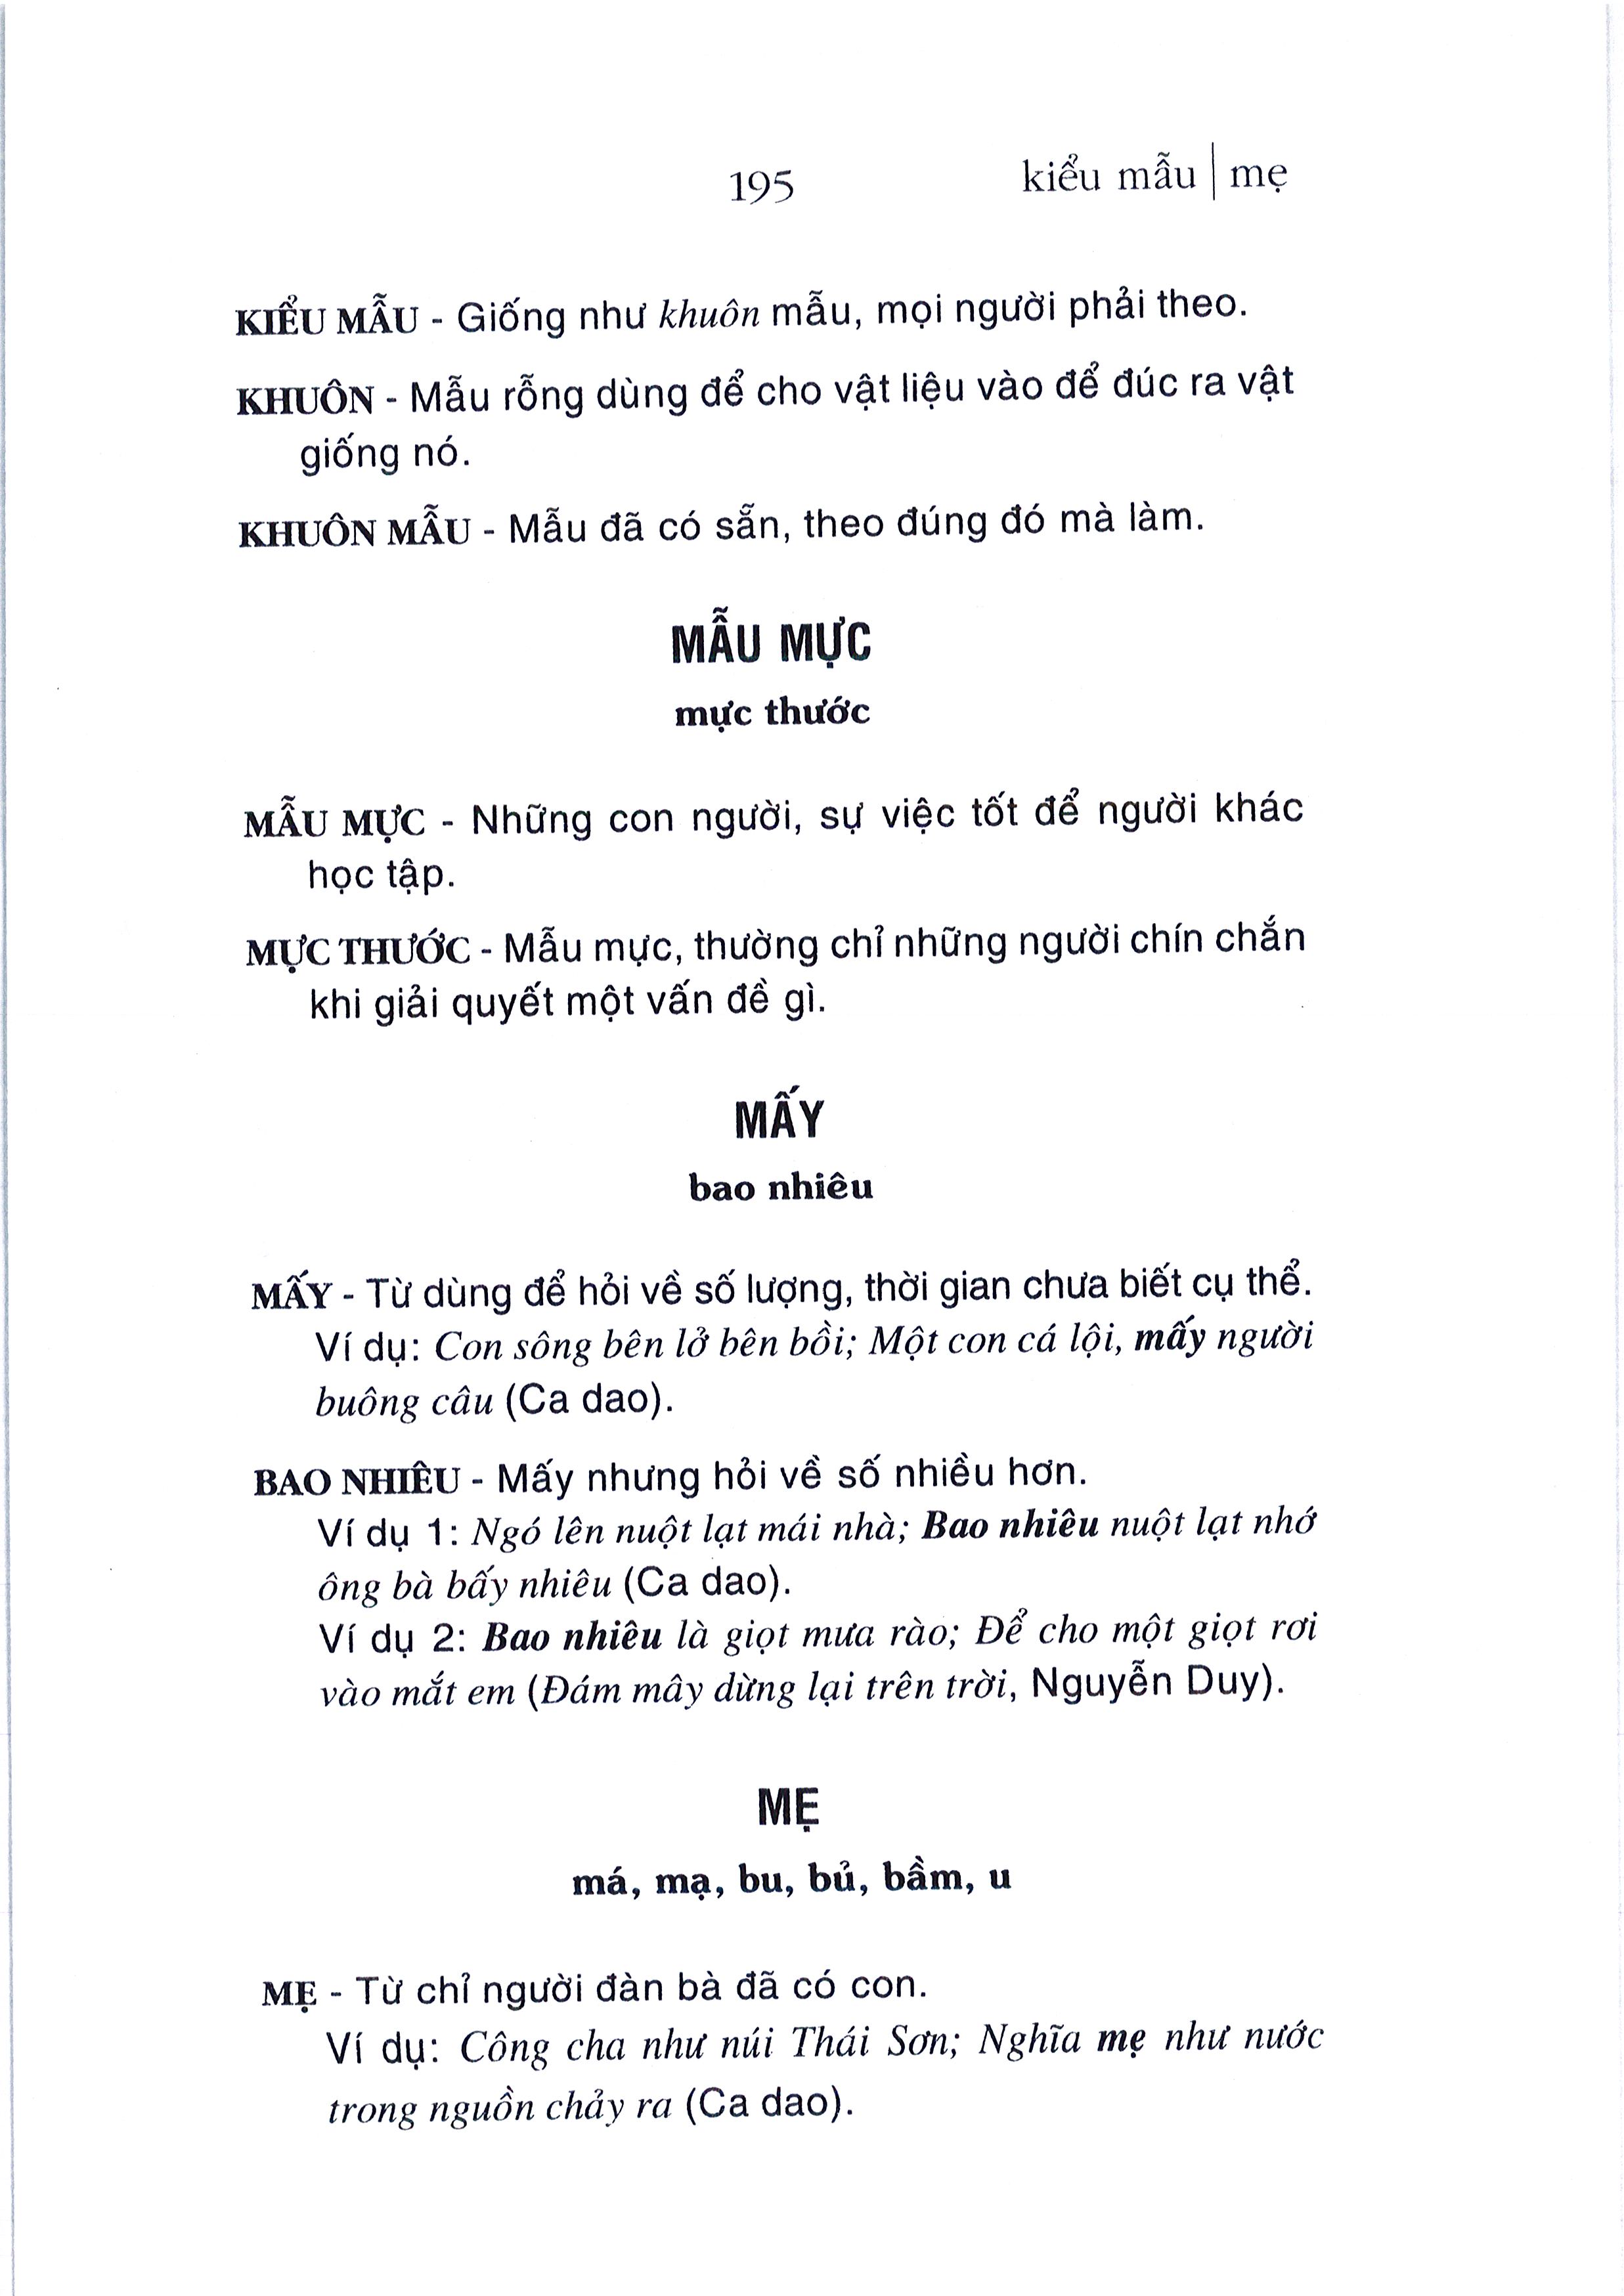 195 kiểu mẫu | mẹ
KIỂU MẪU - Giống như khuôn mẫu, mọi người phải theo.
KHUÔN - Mẫu rỗng dùng để cho vật liệu vào để đúc ra vật
giống nó.
KHUÔN MẪU - Mẫu đã có sẵn, theo đúng đó mà làm.
MẪU MỰC
mực thước
MẪU MỰC - Những con người, sự việc tốt để người khác
học tập.
MỰC THƯỚC - Mẫu mực, thường chỉ những người chín chắn
khi giải quyết một vấn đề gì.
MẤY
bao nhiêu
MẤY - Từ dùng để hỏi về số lượng, thời gian chưa biết cụ thể.
Ví dụ: Con sông bên lở bên bồi; Một con cá lội, mấy người
buông câu (Ca dao).
BAO NHIÊU - Mấy nhưng hỏi về số nhiều hơn.
Ví dụ 1: Ngó lên nuột lạt mái nhà; Bao nhiêu nuột lạt nhớ
ông bà bấy nhiêu (Ca dao).
Ví dụ 2: Bao nhiêu là giọt mưa rào; Để cho một giọt rơi
vào mắt em (Đám mây dừng lại trên trời, Nguyễn Duy).
MẸ
má, mạ, bu, bủ, bầm, u
MẸ - Từ chỉ người đàn bà đã có con.
Ví dụ: Công cha như núi Thái Sơn; Nghĩa mẹ như nước
trong nguồn chảy ra (Ca dao).